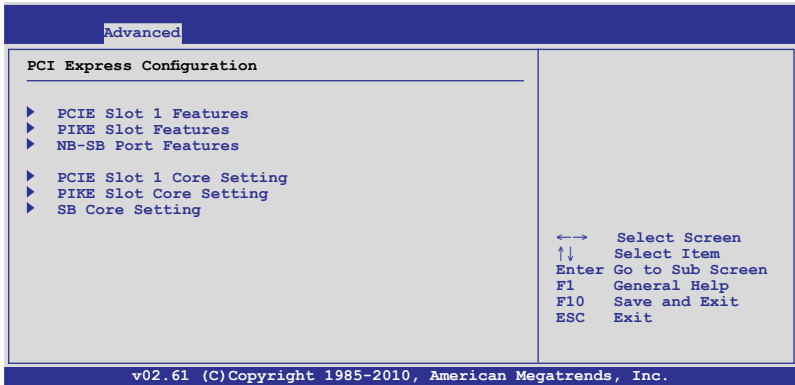 Advanced
PCI Express Configuration
PCIE Slot 1 Features
PIKE Slot Features
NB-SB Port Features
PCIE Slot 1 Core Setting
PIKE Slot Core Setting
SB Core Setting
←→ Select Screen
↑↓ Select Item
Enter Go to Sub Screen
F1 General Help
F10 Save and Exit
ESC Exit
v02.61 (C)Copyright 1985-2010, American Megatrends, Inc.